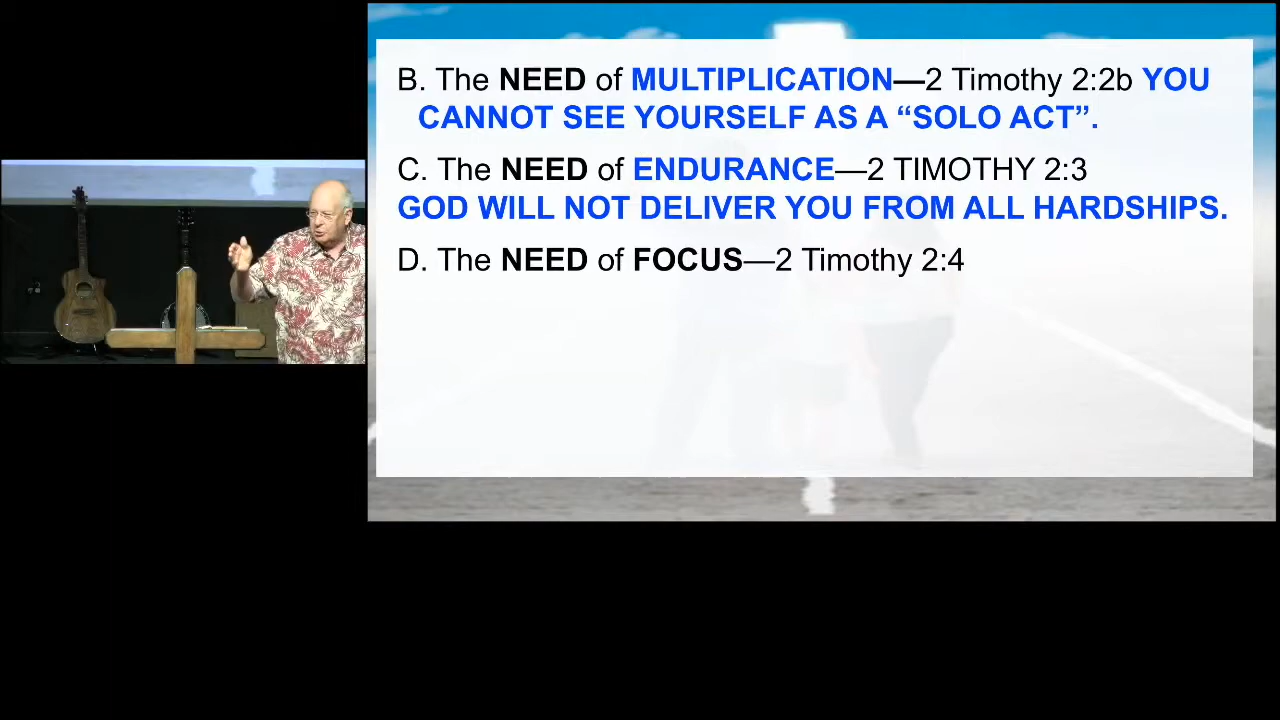 B. The NEED of MULTIPLICATION—2 Timothy 2:2b YOU
CANNOT SEE YOURSELF AS A “SOLO ACT”.
C. The NEED of ENDURANCE—2 TIMOTHY 2:3
GOD WILL NOT DELIVER YOU FROM ALL HARDSHIPS.
D. The NEED of FOCUS—2 Timothy 2:4